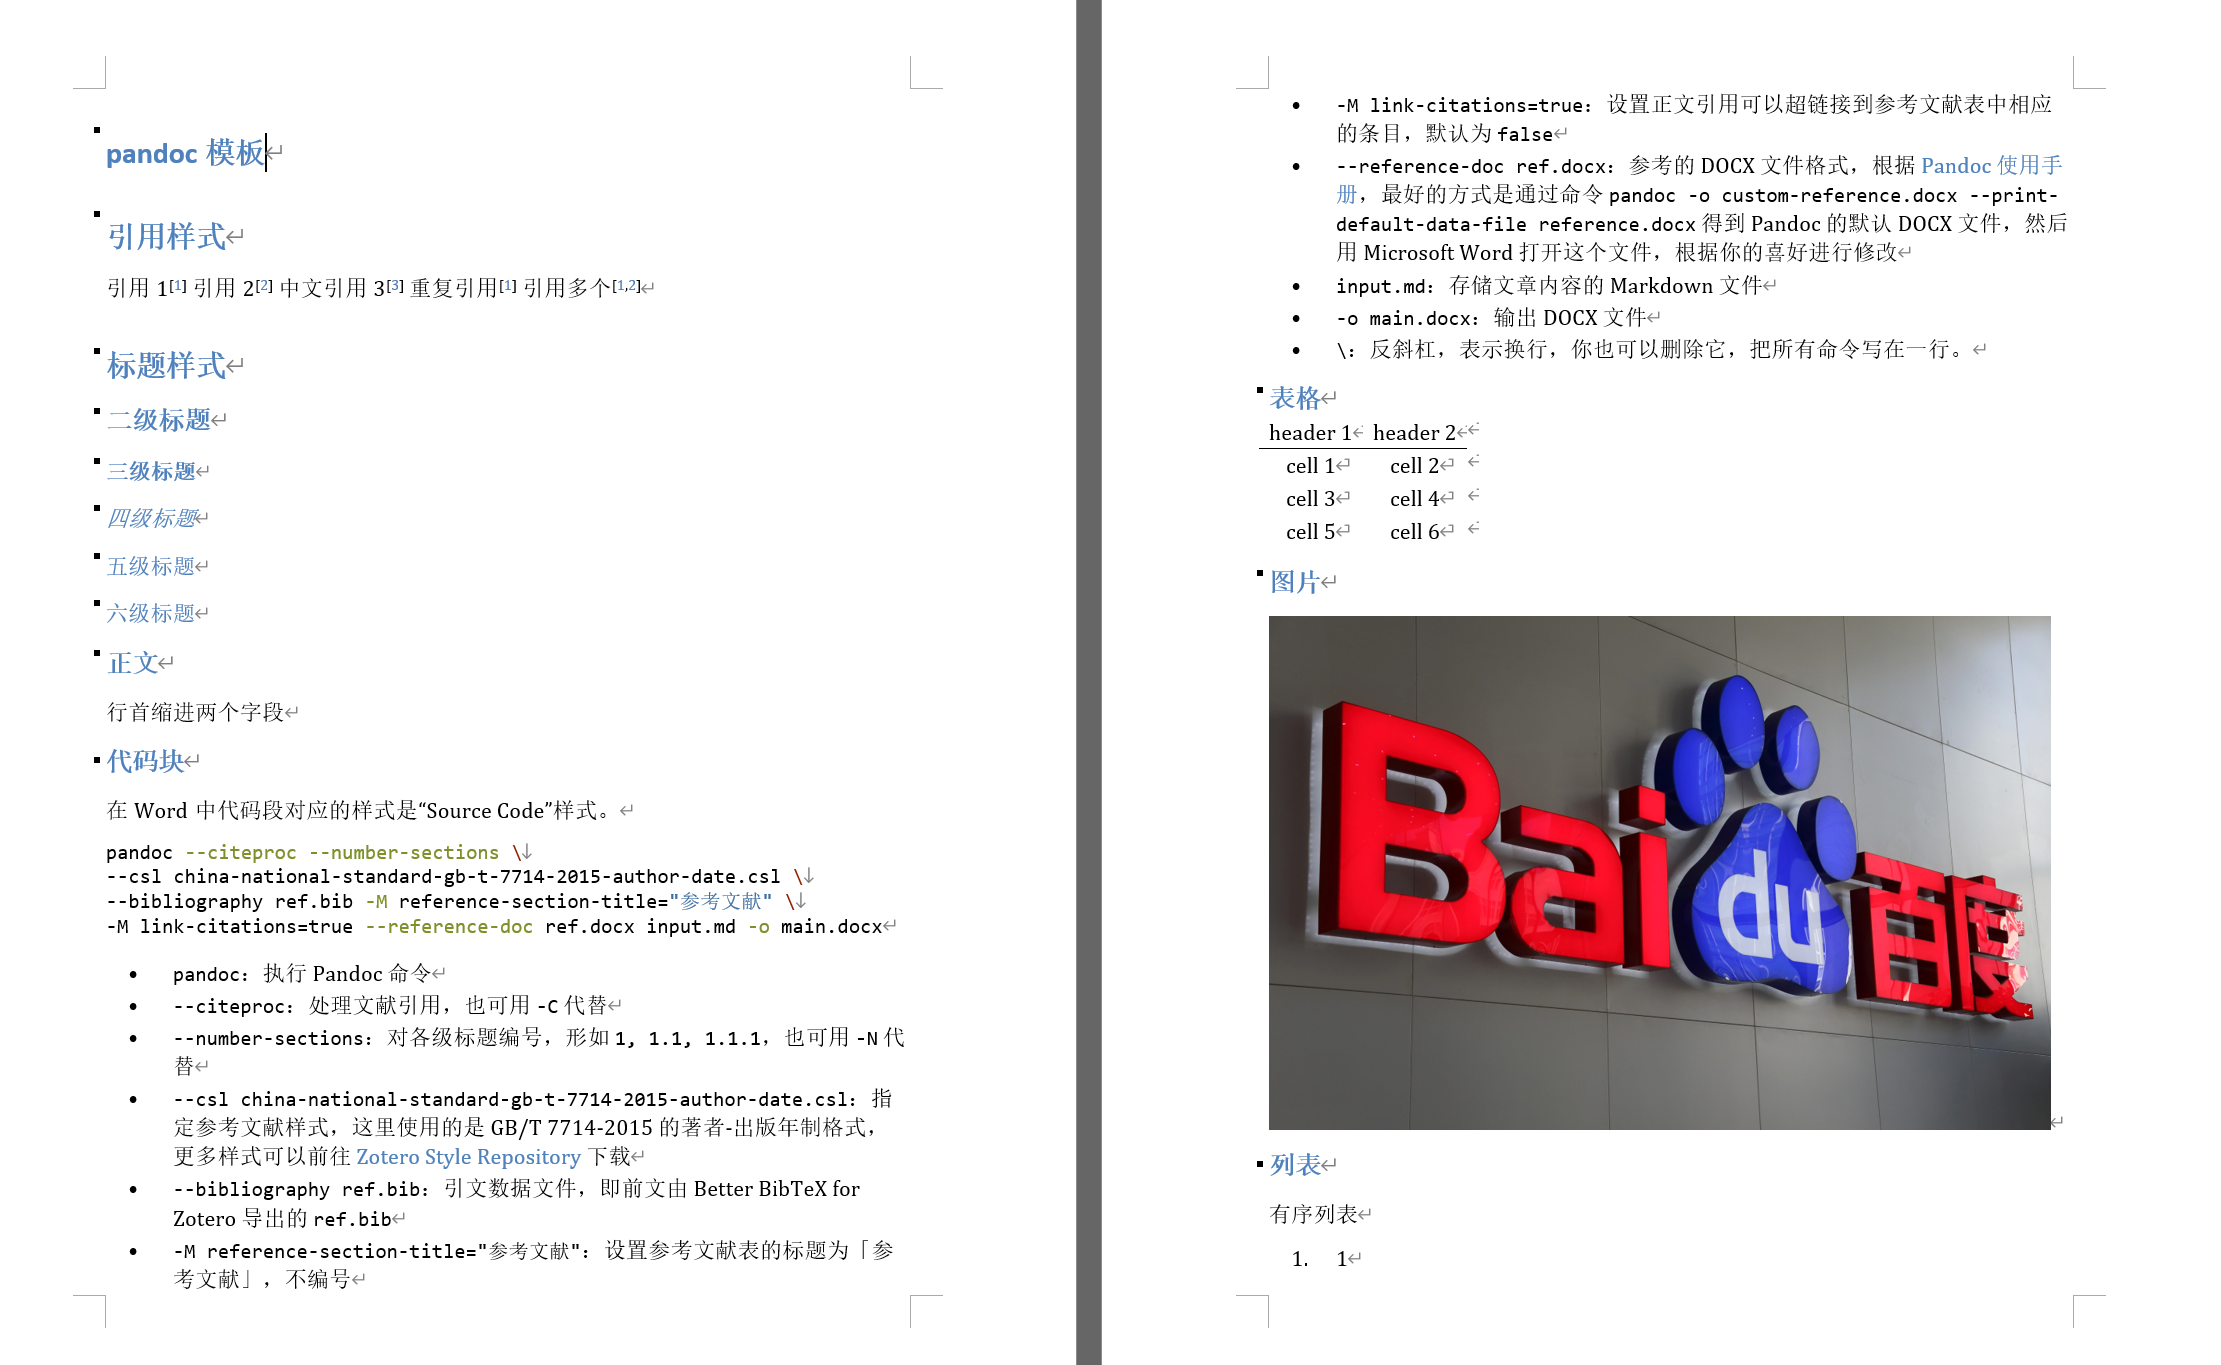 pandoc 模板
引用样式
引用 1[1] 引用 2[2] 中文引用 3[3] 重复引用[1] 引用多个[1,2]
标题样式
二级标题
三级标题
四级标题
五级标题
六级标题
正文
行首缩进两个字段
代码块
在 Word 中代码段对应的样式是“Source Code”样式。
pandoc --citeproc --number-sections \
--csl china-national-standard-gb-t-7714-2015-author-date.csl \
--bibliography ref.bib -M reference-section-title="参考文献" \
-M link-citations=true --reference-doc ref.docx input.md -o main.docx
• pandoc：执行 Pandoc 命令
• --citeproc：处理文献引用，也可用 -C 代替
• --number-sections：对各级标题编号，形如 1, 1.1, 1.1.1，也可用 -N 代
替
• --csl china-national-standard-gb-t-7714-2015-author-date.csl：指
定参考文献样式，这里使用的是 GB/T 7714-2015 的著者-出版年制格式，
更多样式可以前往 Zotero Style Repository 下载
• --bibliography ref.bib：引文数据文件，即前文由 Better BibTeX for
Zotero 导出的 ref.bib
• -M reference-section-title="参考文献"：设置参考文献表的标题为「参
考文献」，不编号
• -M link-citations=true：设置正文引用可以超链接到参考文献表中相应
的条目，默认为 false
• --reference-doc ref.docx：参考的 DOCX 文件格式，根据 Pandoc 使用手
册，最好的方式是通过命令 pandoc -o custom-reference.docx --print-
default-data-file reference.docx 得到 Pandoc 的默认 DOCX 文件，然后
用 Microsoft Word 打开这个文件，根据你的喜好进行修改
• input.md：存储文章内容的 Markdown 文件
• -o main.docx：输出 DOCX 文件
• \：反斜杠，表示换行，你也可以删除它，把所有命令写在一行。
表格
header 1 header 2
cell 1 cell 2
cell 3 cell 4
cell 5 cell 6
图片
Bai du 百度
列表
有序列表
1. 1